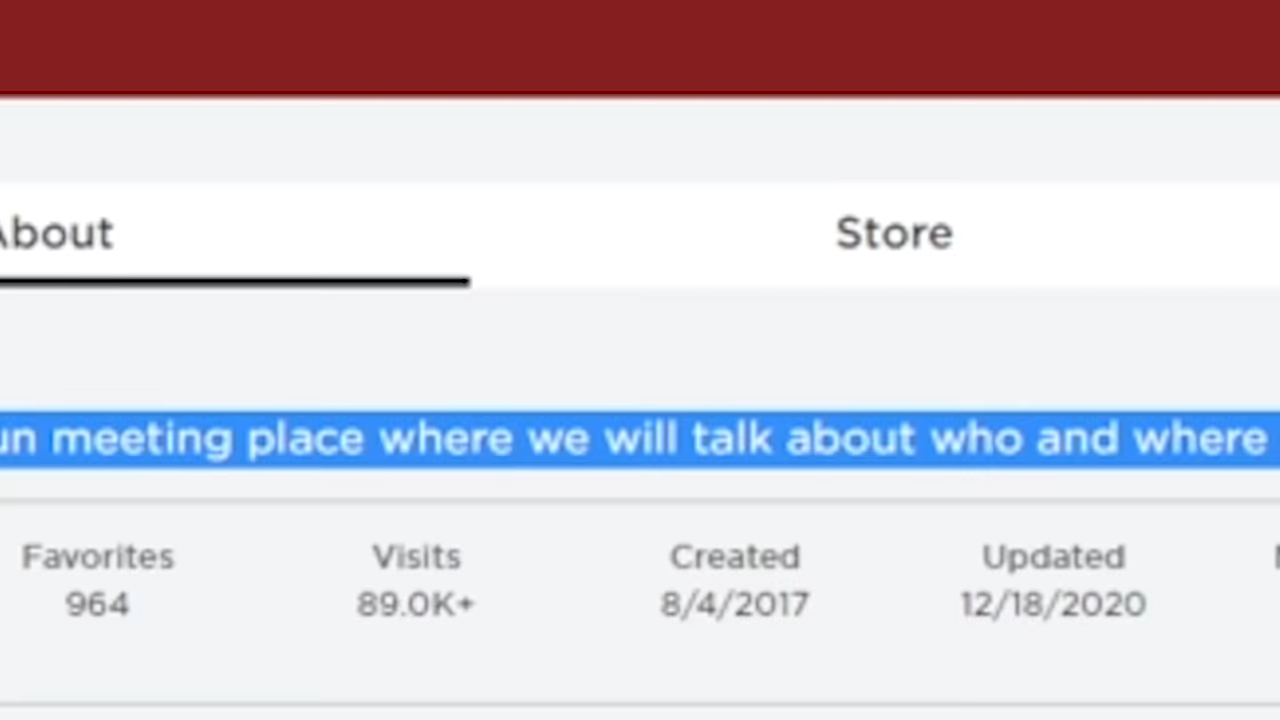 About
Store
un meeting place where we will talk about who and where
Favorites Visits Created Updated
964 89.0K+ 8/4/2017 12/18/2020